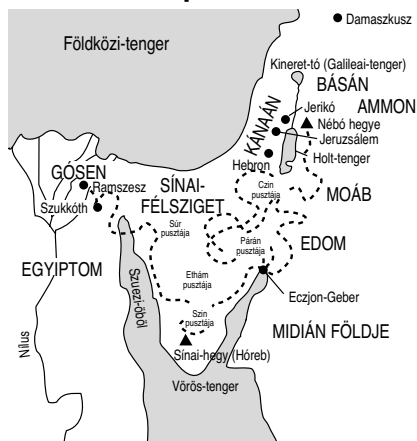 Damaszkusz
Földközi-tenger
Kineret-tó (Galileai-tenger)
BÁSÁN
AMMON
KÁNAÁN
Jerikó
Nébó hegye
Jeruzsálem
Hebron
Holt-tenger
GÓSEN
Ramszesz
SÍNAI-
FÉLSZIGET
Czin
pusztája
MOÁB
Szukkóth
Súr
pusztája
Párán
pusztája
EDOM
EGYIPTOM
Ethám
pusztája
Eczjon-Geber
Szuezi-öböl
Szin
pusztája
MIDIÁN FÖLDJE
Nílus
Sínai-hegy (Hóreb)
Vörös-tenger